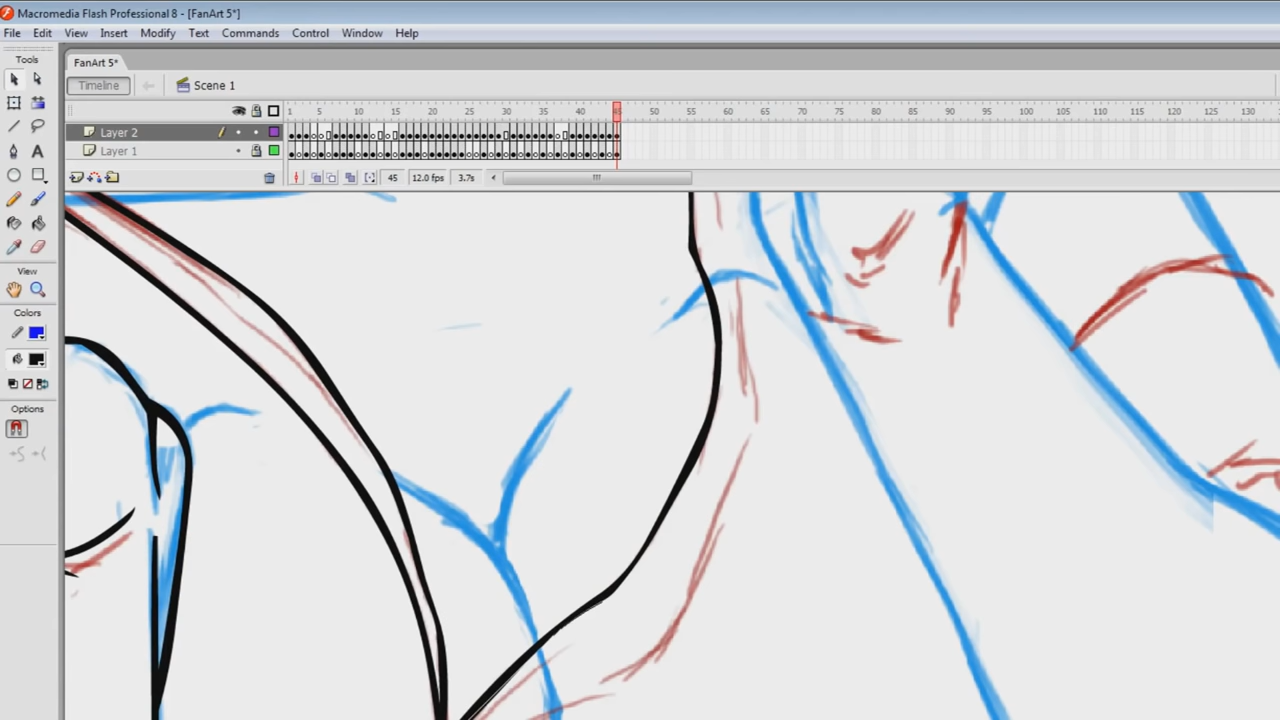 Macromedia Flash Professional 8 - [FanArt 5*]
File Edit View Insert Modify Text Commands Control Window Help
Tools
FanArt 5*
Timeline Scene 1
1 5 10 15 20 25 30 35 40 45 50 55 60 65 70 75 80 85 90 95 100 105 110 115 120 125 130
Layer 2
Layer 1
45 12.0 fps 3.7s
A
View
Colors
Options